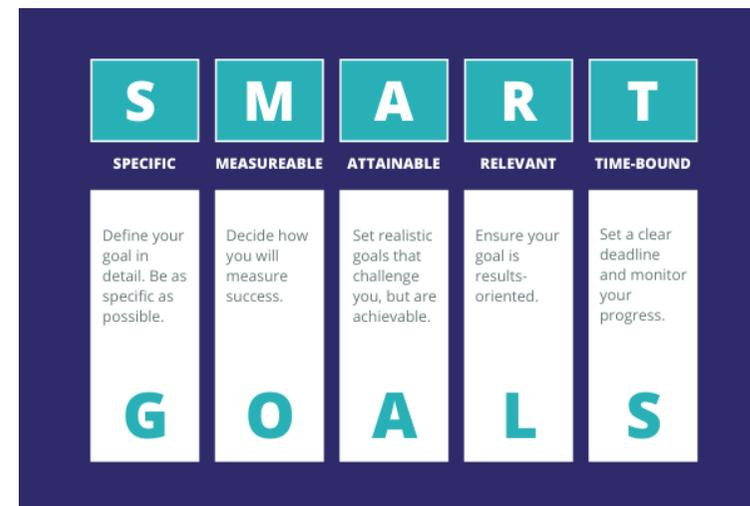 S M A R T
SPECIFIC MEASUREABLE ATTAINABLE RELEVANT TIME-BOUND
Define your
goal in
detail. Be as
specific as
possible.
Decide how
you will
measure
success.
Set realistic
goals that
challenge
you, but are
achievable.
Ensure your
goal is
results-
oriented.
Set a clear
deadline
and monitor
your
progress.
G O A L S